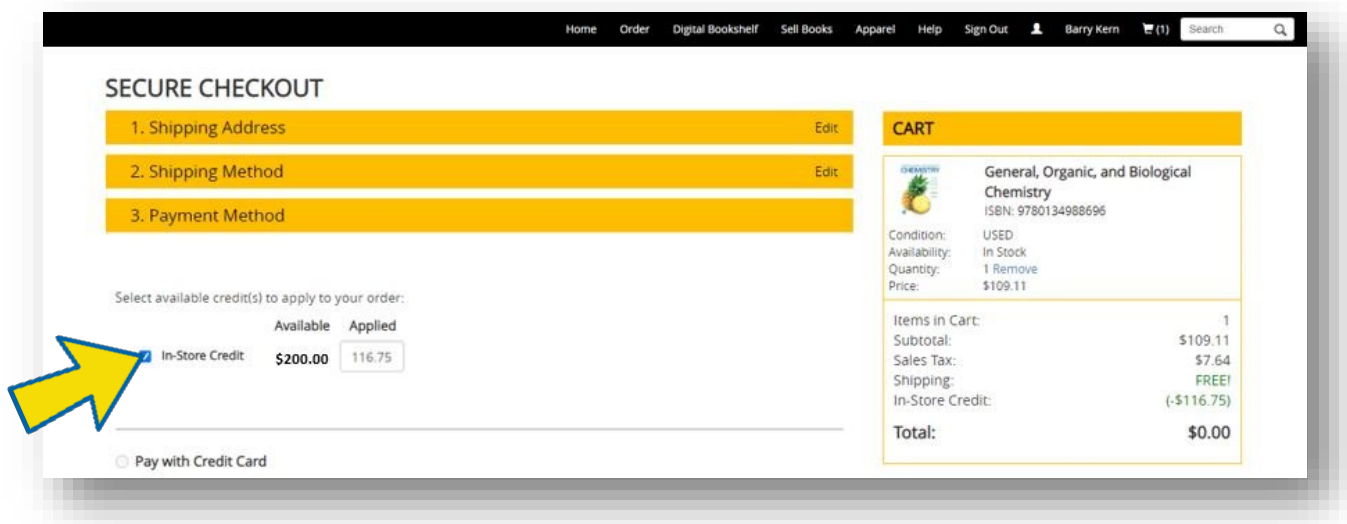 Home Order Digital Bookshelf Sell Books Apparel Help Sign Out Barry Kern (1) Search
SECURE CHECKOUT
1. Shipping Address Edit
2. Shipping Method Edit
3. Payment Method
Select available credit(s) to apply to your order:
Available Applied
In-Store Credit $200.00 116.75
Pay with Credit Card
CART
CHEMISTRY
General, Organic, and Biological
Chemistry
ISBN: 9780134988696
Condition: USED
Availability: In Stock
Quantity: 1 Remove
Price: $109.11
Items in Cart: 1
Subtotal: $109.11
Sales Tax: $7.64
Shipping: FREE!
In-Store Credit: (-$116.75)
Total: $0.00